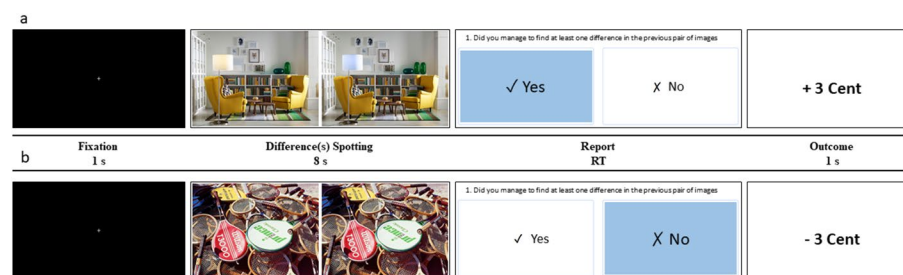 a
1. Did you manage to find at least one difference in the previous pair of images
✓ Yes
✗ No
+ 3 Cent
Fixation
1 s
Difference(s) Spotting
8 s
Report
RT
Outcome
1 s
b
prince
1. Did you manage to find at least one difference in the previous pair of images
✓ Yes
✗ No
- 3 Cent